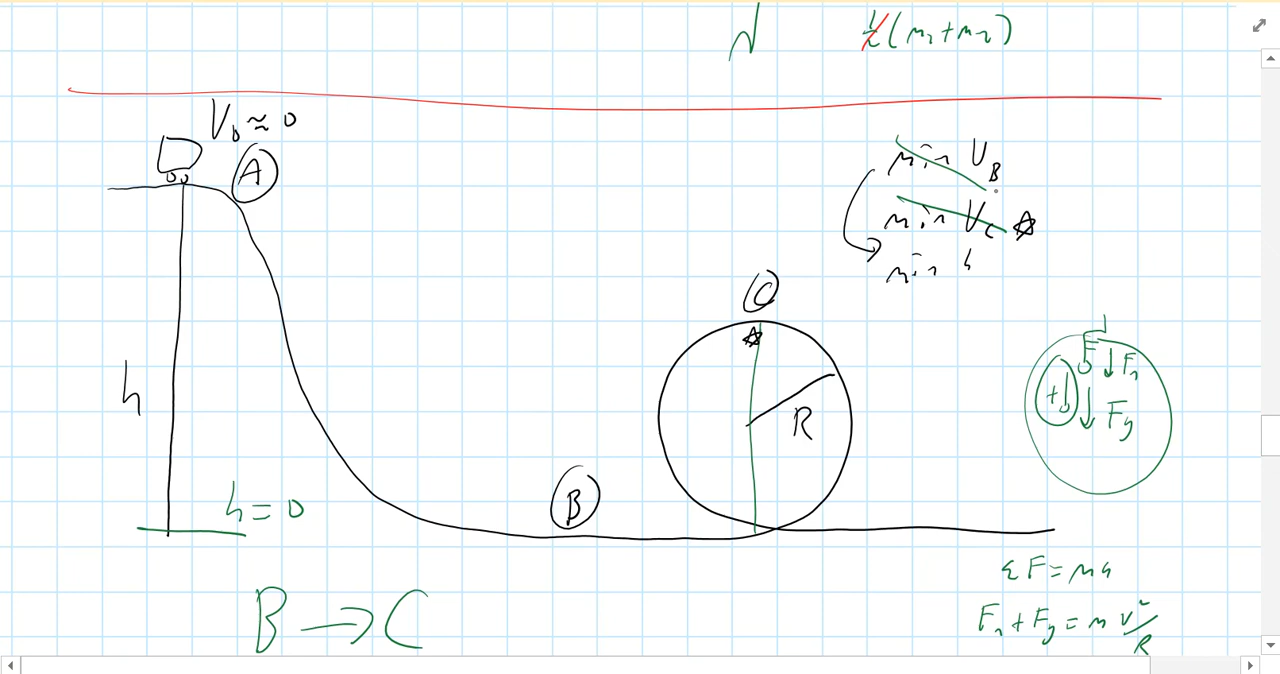 ½(m₁+m₂)
V₀ ≈ 0
A
min V_B
min V_C
min h
C
R
h
+
F_n
F_g
B
h = 0
ΣF = ma
B → C
F_n + F_g = m v²/R